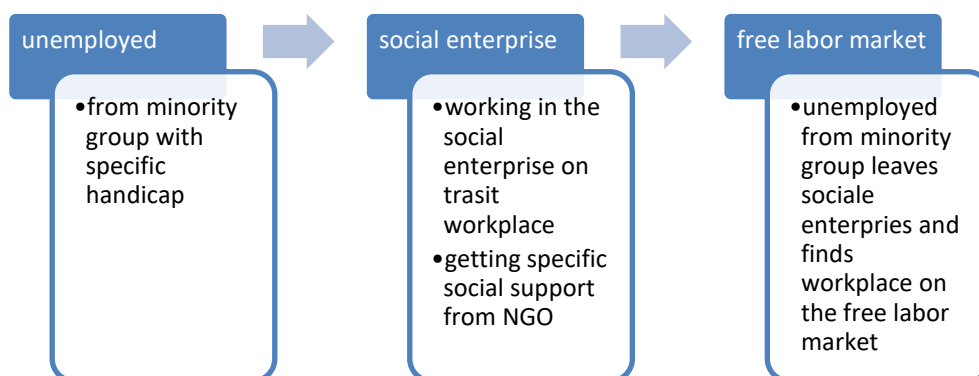 unemployed
•from minority
group with
specific
handicap
social enterprise
•working in the
social
enterprise on
trasit
workplace
•getting specific
social support
from NGO
free labor market
•unemployed
from minority
group leaves
sociale
enterpries and
finds
workplace on
the free labor
market